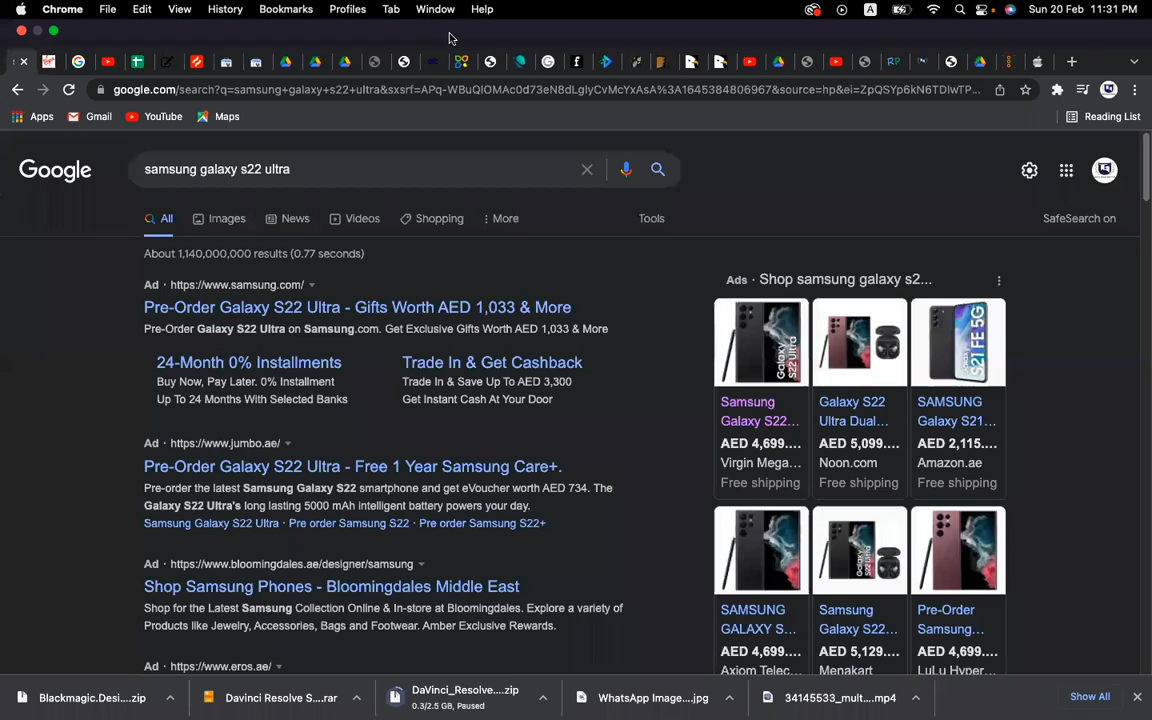 Chrome File Edit View History Bookmarks Profiles Tab Window Help A Sun 20 Feb 11:31 PM
google.com/search?q=samsung+galaxy+s22+ultra&sxsrf=APq-WBuQIOMAc0d73eN8dLglyCvMcYxAsA%3A1645384806967&source=hp&ei=ZpQSYp6kN6TDlwTP...
Apps Gmail YouTube Maps Reading List
Google samsung galaxy s22 ultra
All Images News Videos Shopping More Tools SafeSearch on
About 1,140,000,000 results (0.77 seconds)
Ad · https://www.samsung.com/
Pre-Order Galaxy S22 Ultra - Gifts Worth AED 1,033 & More
Pre-Order Galaxy S22 Ultra on Samsung.com. Get Exclusive Gifts Worth AED 1,033 & More
24-Month 0% Installments
Buy Now, Pay Later. 0% Installment
Up To 24 Months With Selected Banks
Trade In & Get Cashback
Trade In & Save Up To AED 3,300
Get Instant Cash At Your Door
Ad · https://www.jumbo.ae/
Pre-Order Galaxy S22 Ultra - Free 1 Year Samsung Care+.
Pre-order the latest Samsung Galaxy S22 smartphone and get eVoucher worth AED 734. The
Galaxy S22 Ultra's long lasting 5000 mAh intelligent battery powers your day.
Samsung Galaxy S22 Ultra · Pre order Samsung S22 · Pre order Samsung S22+
Ad · https://www.bloomingdales.ae/designer/samsung
Shop Samsung Phones - Bloomingdales Middle East
Shop for the Latest Samsung Collection Online & In-store at Bloomingdales. Explore a variety of
Products like Jewelry, Accessories, Bags and Footwear. Amber Exclusive Rewards.
Ad · https://www.eros.ae/
Ads · Shop samsung galaxy s2...
Galaxy S22 Ultra
S21 FE 5G
Samsung
Galaxy S22...
AED 4,699....
Virgin Mega...
Free shipping
Galaxy S22
Ultra Dual...
AED 5,099....
Noon.com
Free shipping
SAMSUNG
Galaxy S21...
AED 2,115....
Amazon.ae
Free shipping
SAMSUNG
GALAXY S...
AED 4,699....
Axiom Telec...
Samsung
Galaxy S22...
AED 5,129....
Menakart
Pre-Order
Samsung...
AED 4,699....
LuLu Hyper...
Blackmagic.Desi....zip
Davinci Resolve S....rar
DaVinci_Resolve....zip
0.3/2.5 GB, Paused
WhatsApp Image....jpg
34145533_mult....mp4
Show All